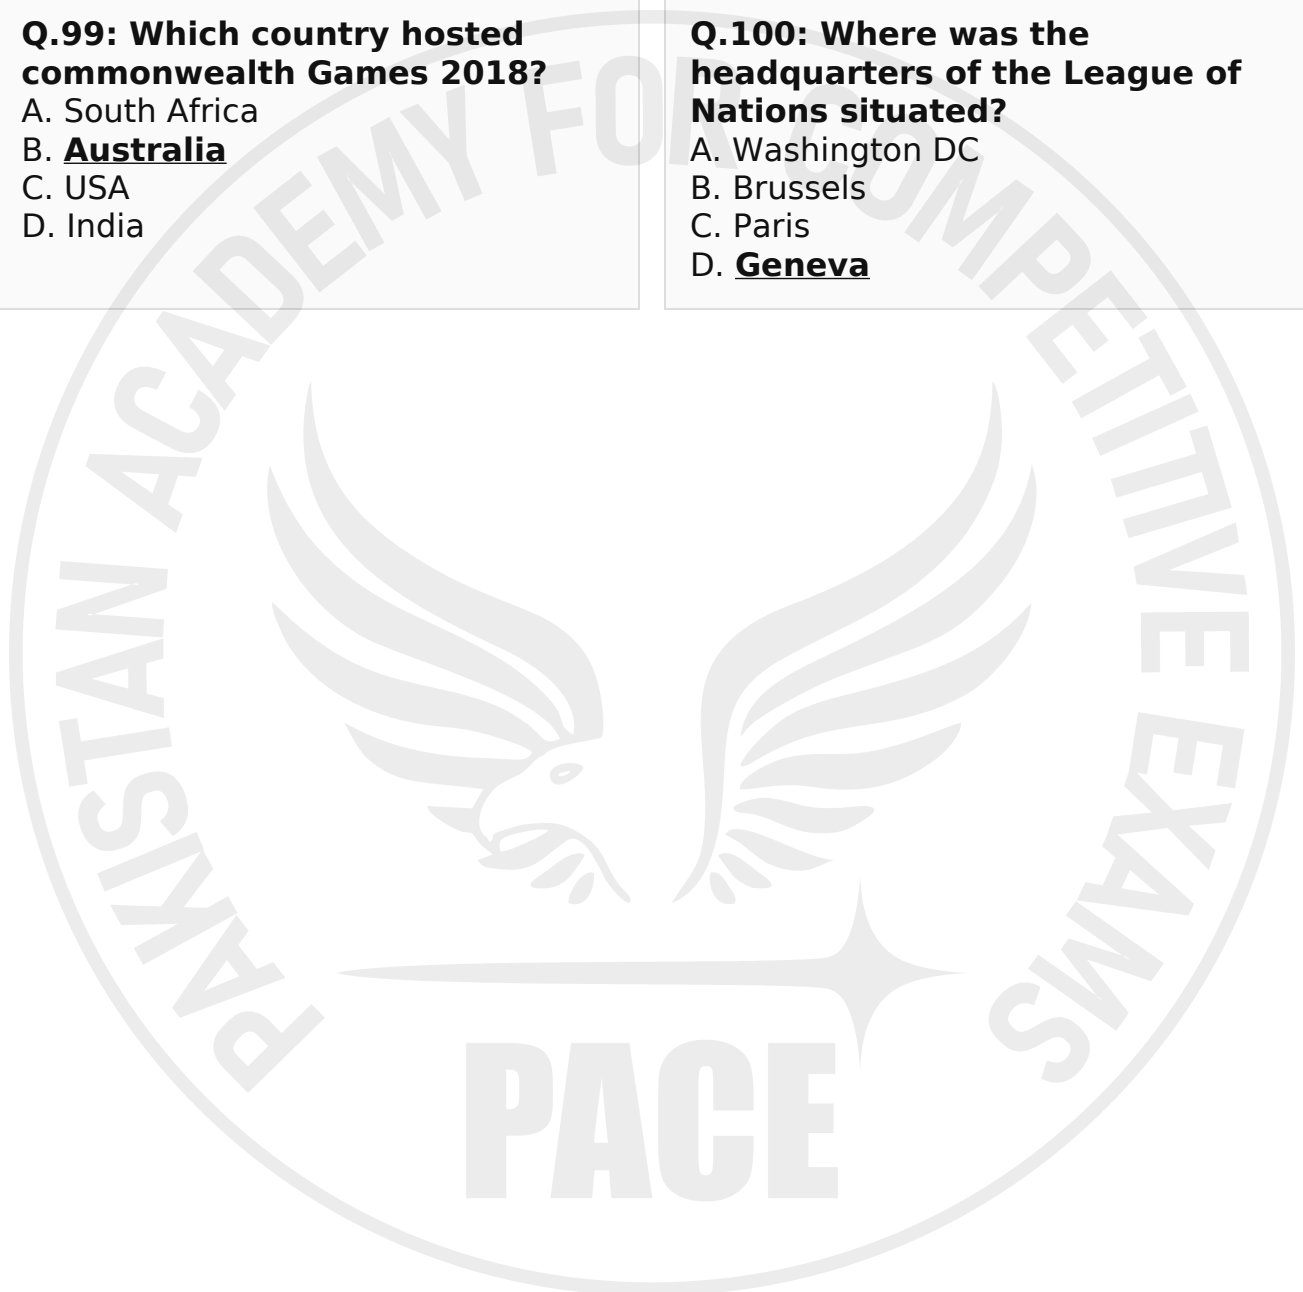 Q.99: Which country hosted
commonwealth Games 2018?
A. South Africa
B. Australia
C. USA
D. India
Q.100: Where was the
headquarters of the League of
Nations situated?
A. Washington DC
B. Brussels
C. Paris
D. Geneva
PAKISTAN ACADEMY FOR COMPETITIVE EXAMS
PACE